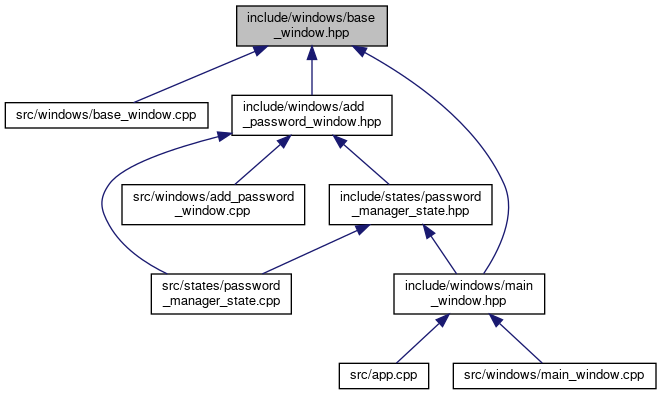 include/windows/base
_window.hpp
src/windows/base_window.cpp
include/windows/add
_password_window.hpp
src/windows/add_password
_window.cpp
include/states/password
_manager_state.hpp
src/states/password
_manager_state.cpp
include/windows/main
_window.hpp
src/app.cpp
src/windows/main_window.cpp